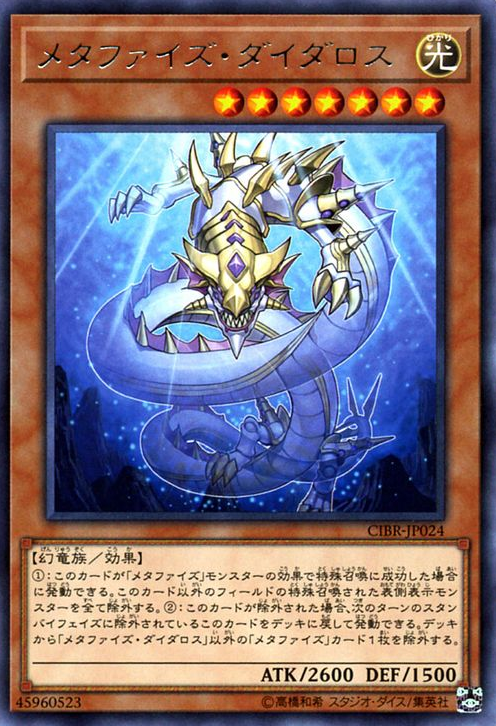 メタファイズ・ダイダロス
光
CIBR-JP024
【幻竜族／効果】
①:このカードが「メタファイズ」モンスターの効果で特殊召喚に成功した場合
に発動できる。このカード以外のフィールドの特殊召喚された表側表示モ
ンスターを全て除外する。②:このカードが除外された場合、次のターンのスタン
バイフェイズに除外されているこのカードをデッキに戻して発動できる。デッキ
から「メタファイズ・ダイダロス」以外の「メタファイズ」カード１枚を除外する。
ATK/2600 DEF/1500
45960523
©高橋和希 スタジオ・ダイス/集英社